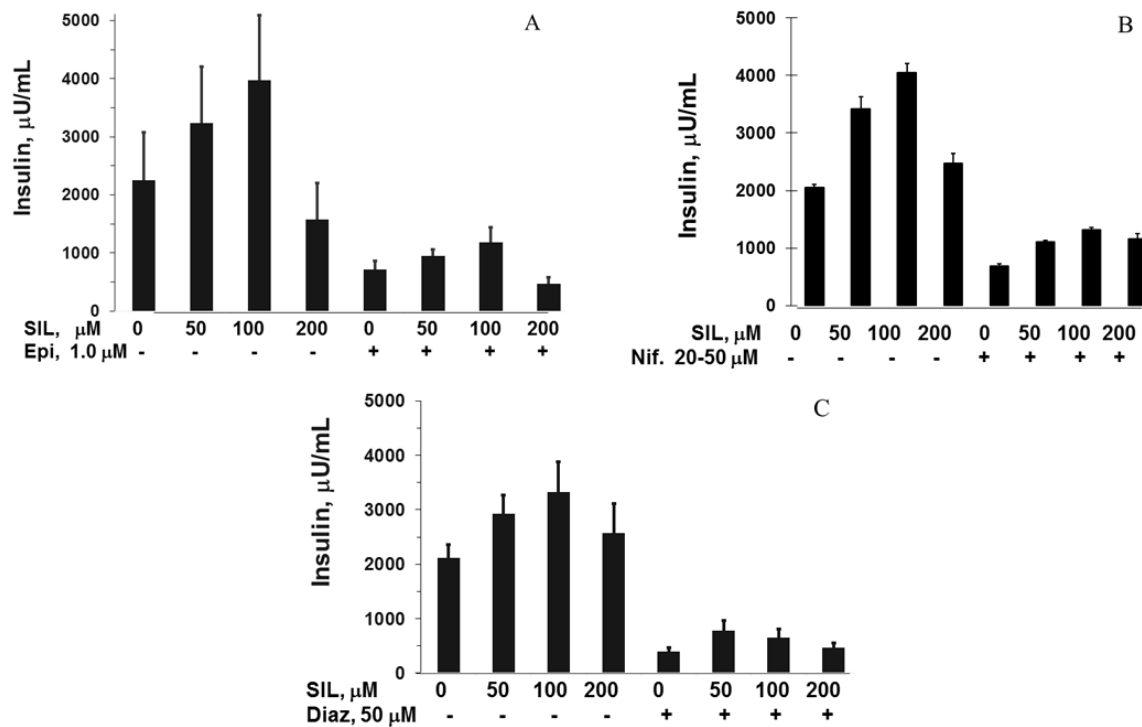 A
5000
4000
3000
2000
1000
0
Insulin, μU/mL
SIL, μM 0 50 100 200 0 50 100 200
Epi, 1.0 μM - - - - + + + +
B
5000
4000
3000
2000
1000
0
Insulin, μU/mL
SIL, μM 0 50 100 200 0 50 100 200
Nif. 20-50 μM - - - - + + + +
C
5000
4000
3000
2000
1000
0
Insulin, μU/mL
SIL, μM 0 50 100 200 0 50 100 200
Diaz, 50 μM - - - - + + + +